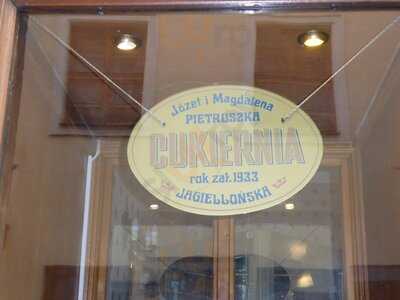 Józef i Magdalena
PIETRUSZKA
CUKIERNIA
rok zał. 1933
JAGIELLOŃSKA